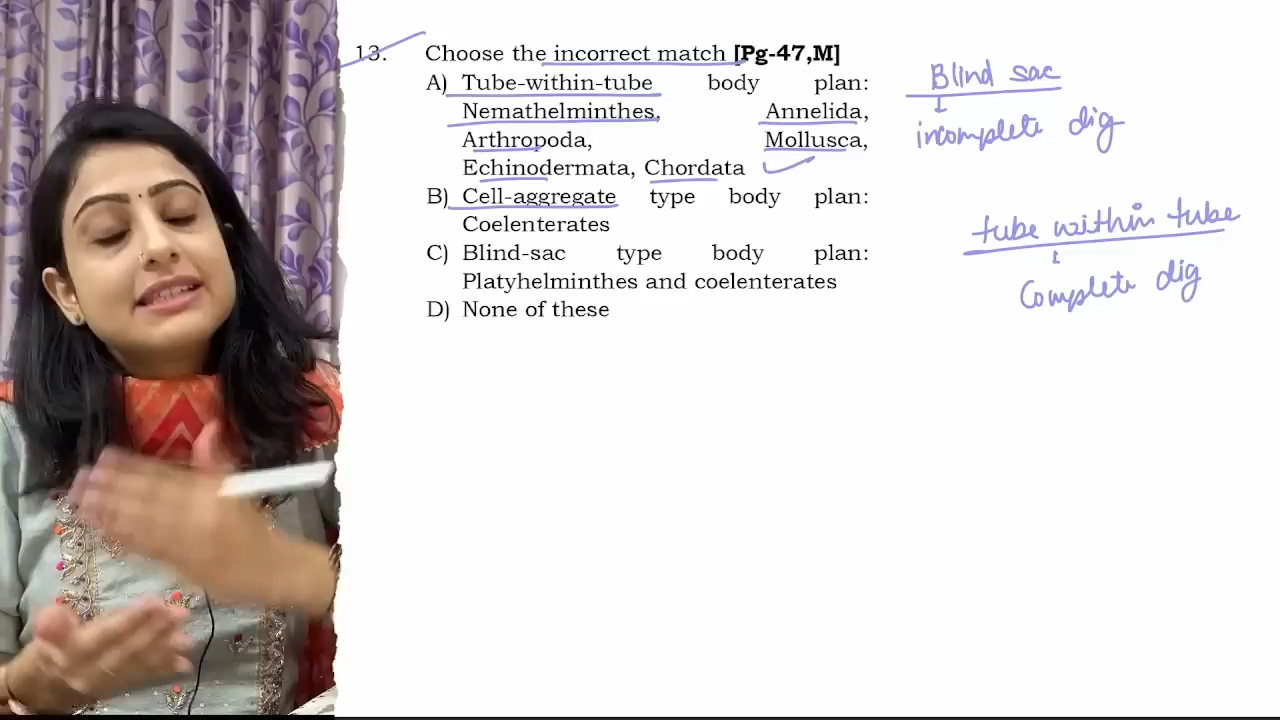 13. Choose the incorrect match [Pg-47,M]
A) Tube-within-tube body plan:
Nemathelminthes, Annelida,
Arthropoda, Mollusca,
Echinodermata, Chordata
B) Cell-aggregate type body plan:
Coelenterates
C) Blind-sac type body plan:
Platyhelminthes and coelenterates
D) None of these
Blind sac
incomplete dig
tube within tube
Complete dig